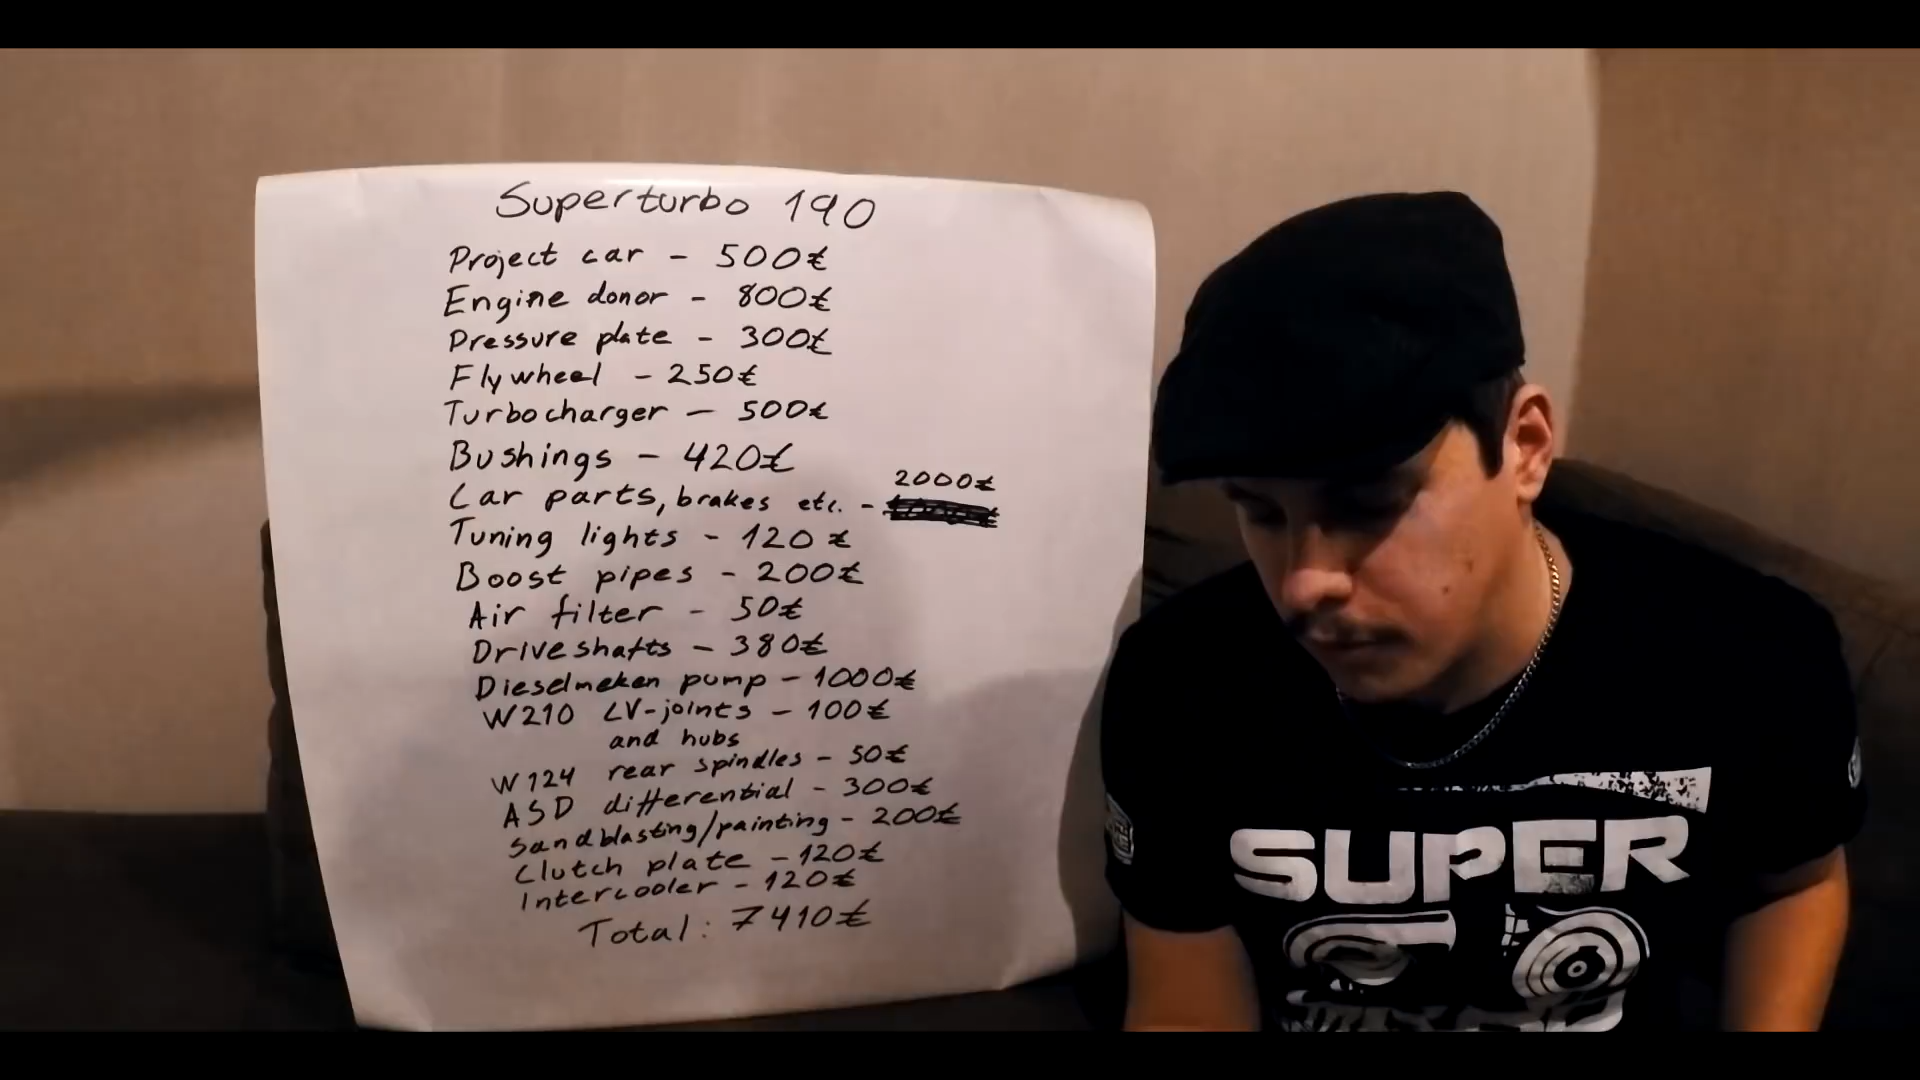 Superturbo 190
Project car - 500€
Engine donor - 800€
Pressure plate - 300€
Flywheel - 250€
Turbocharger - 500€
Bushings - 420€
2000€
Car parts, brakes etc. -
Tuning lights - 120€
Boost pipes - 200€
Air filter - 50€
Driveshafts - 380€
Dieselmeken pump - 1000€
W210 CV-joints - 100€
and hubs
W124 rear spindles - 50€
ASD differential - 300€
Sandblasting/painting - 200€
Clutch plate - 120€
Intercooler - 120€
Total: 7410€
SUPER